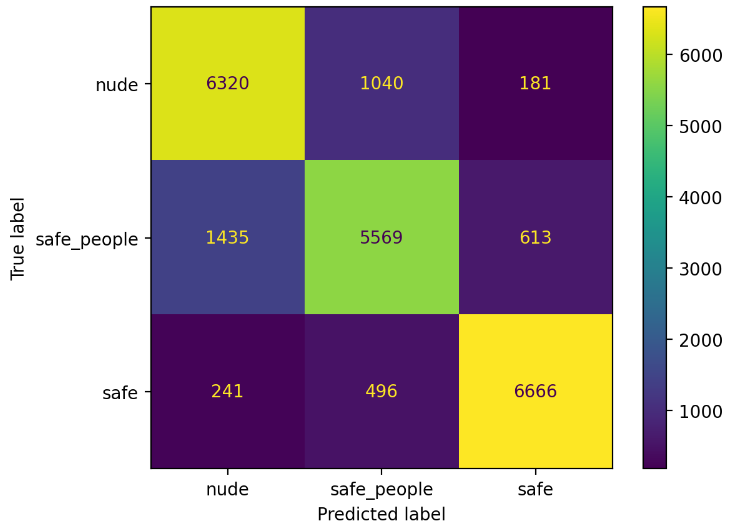 nude
6320
1040
181
safe_people
1435
5569
613
safe
241
496
6666
nude
safe_people
safe
Predicted label
True label
6000
5000
4000
3000
2000
1000